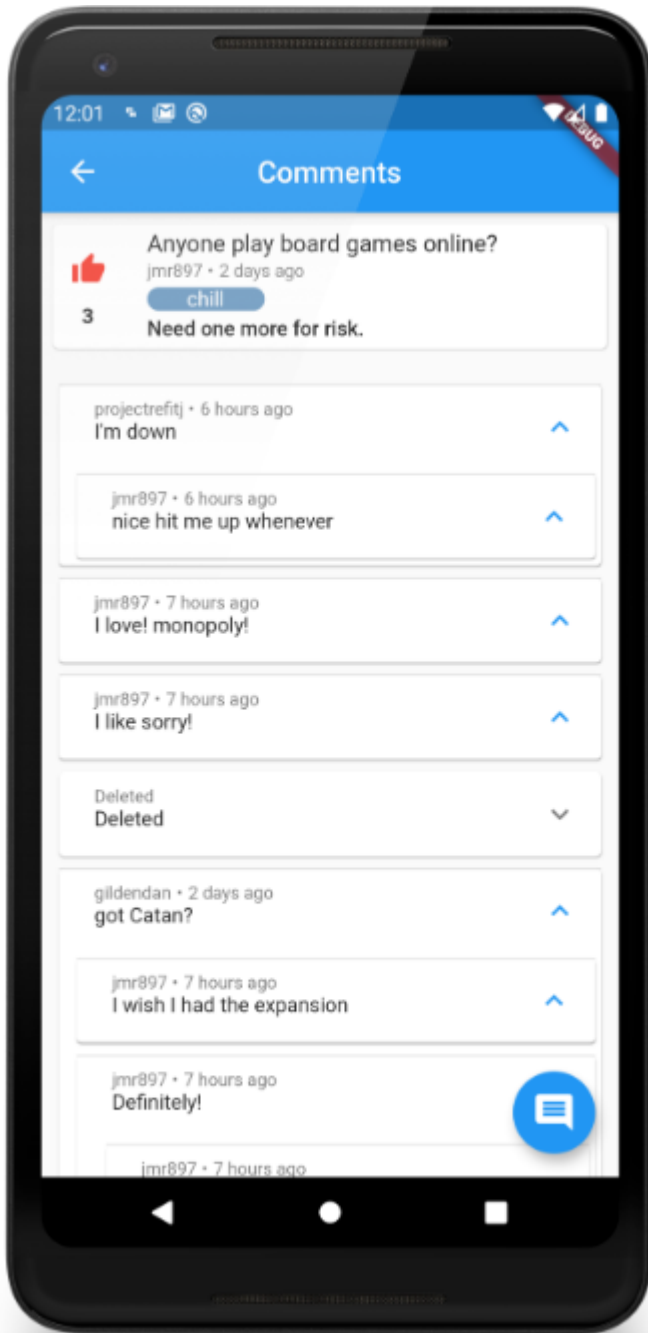 12:01
DEBUG
Comments
Anyone play board games online?
jmr897 • 2 days ago
chill
3
Need one more for risk.
projectrefitj • 6 hours ago
I'm down
jmr897 • 6 hours ago
nice hit me up whenever
jmr897 • 7 hours ago
I love! monopoly!
jmr897 • 7 hours ago
I like sorry!
Deleted
Deleted
gildendan • 2 days ago
got Catan?
jmr897 • 7 hours ago
I wish I had the expansion
jmr897 • 7 hours ago
Definitely!
jmr897 • 7 hours ago